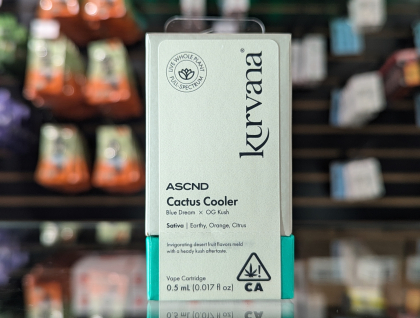 LIVE WHOLE PLANT
FULL-SPECTRUM
kurvana®
ASCND
Cactus Cooler
Blue Dream × OG Kush
Sativa | Earthy, Orange, Citrus
Invigorating desert fruit flavors meld
with a heady kush aftertaste.
Vape Cartridge
0.5 mL (0.017 fl oz)
CA